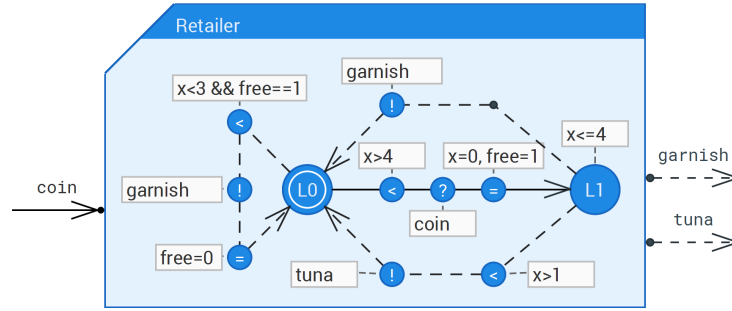 Retailer
garnish
x<3 && free==1
<
!
x<=4
garnish
x>4
x=0, free=1
coin
garnish
!
L0
<
?
=
L1
coin
tuna
free=0
=
tuna
!
<
x>1